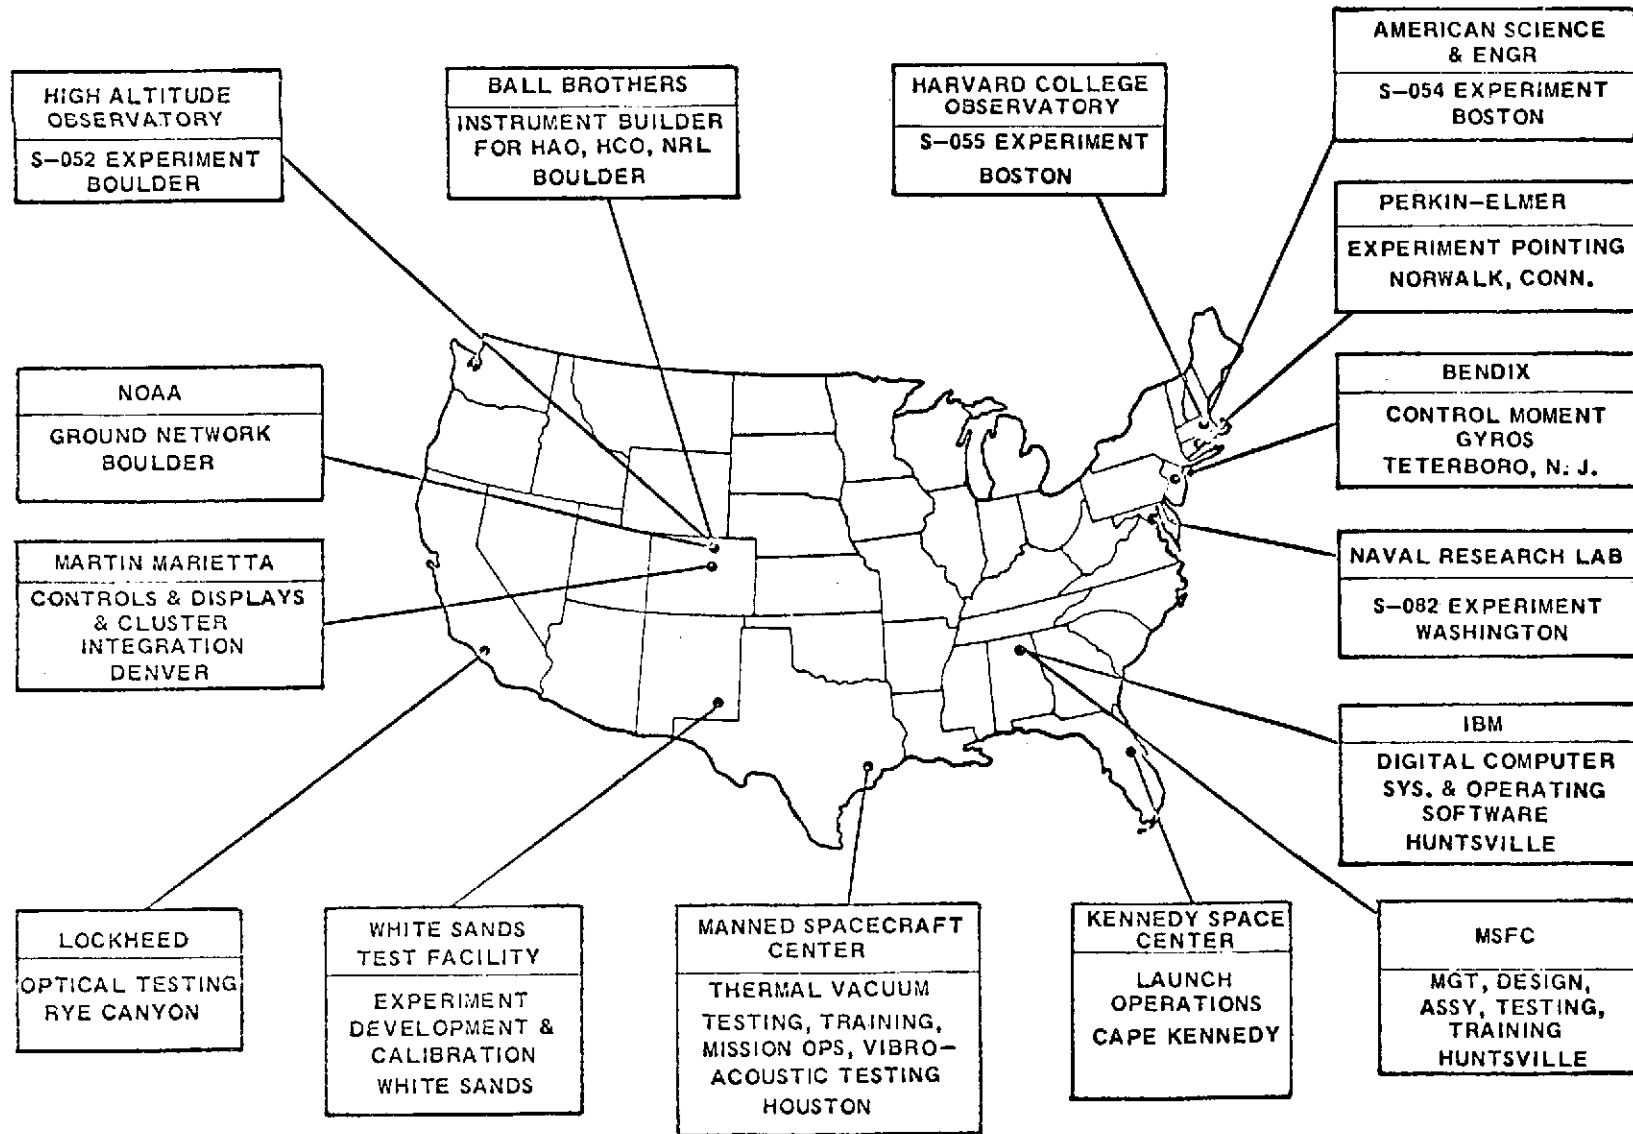 HIGH ALTITUDE
OBSERVATORY
S-052 EXPERIMENT
BOULDER
BALL BROTHERS
INSTRUMENT BUILDER
FOR HAO, HCO, NRL
BOULDER
HARVARD COLLEGE
OBSERVATORY
S-055 EXPERIMENT
BOSTON
AMERICAN SCIENCE
& ENGR
S-054 EXPERIMENT
BOSTON
PERKIN-ELMER
EXPERIMENT POINTING
NORWALK, CONN.
NOAA
GROUND NETWORK
BOULDER
BENDIX
CONTROL MOMENT
GYROS
TETERBORO, N. J.
MARTIN MARIETTA
CONTROLS & DISPLAYS
& CLUSTER
INTEGRATION
DENVER
NAVAL RESEARCH LAB
S-082 EXPERIMENT
WASHINGTON
IBM
DIGITAL COMPUTER
SYS. & OPERATING
SOFTWARE
HUNTSVILLE
LOCKHEED
OPTICAL TESTING
RYE CANYON
WHITE SANDS
TEST FACILITY
EXPERIMENT
DEVELOPMENT &
CALIBRATION
WHITE SANDS
MANNED SPACECRAFT
CENTER
THERMAL VACUUM
TESTING, TRAINING,
MISSION OPS, VIBRO-
ACOUSTIC TESTING
HOUSTON
KENNEDY SPACE
CENTER
LAUNCH
OPERATIONS
CAPE KENNEDY
MSFC
MGT, DESIGN,
ASSY, TESTING,
TRAINING
HUNTSVILLE